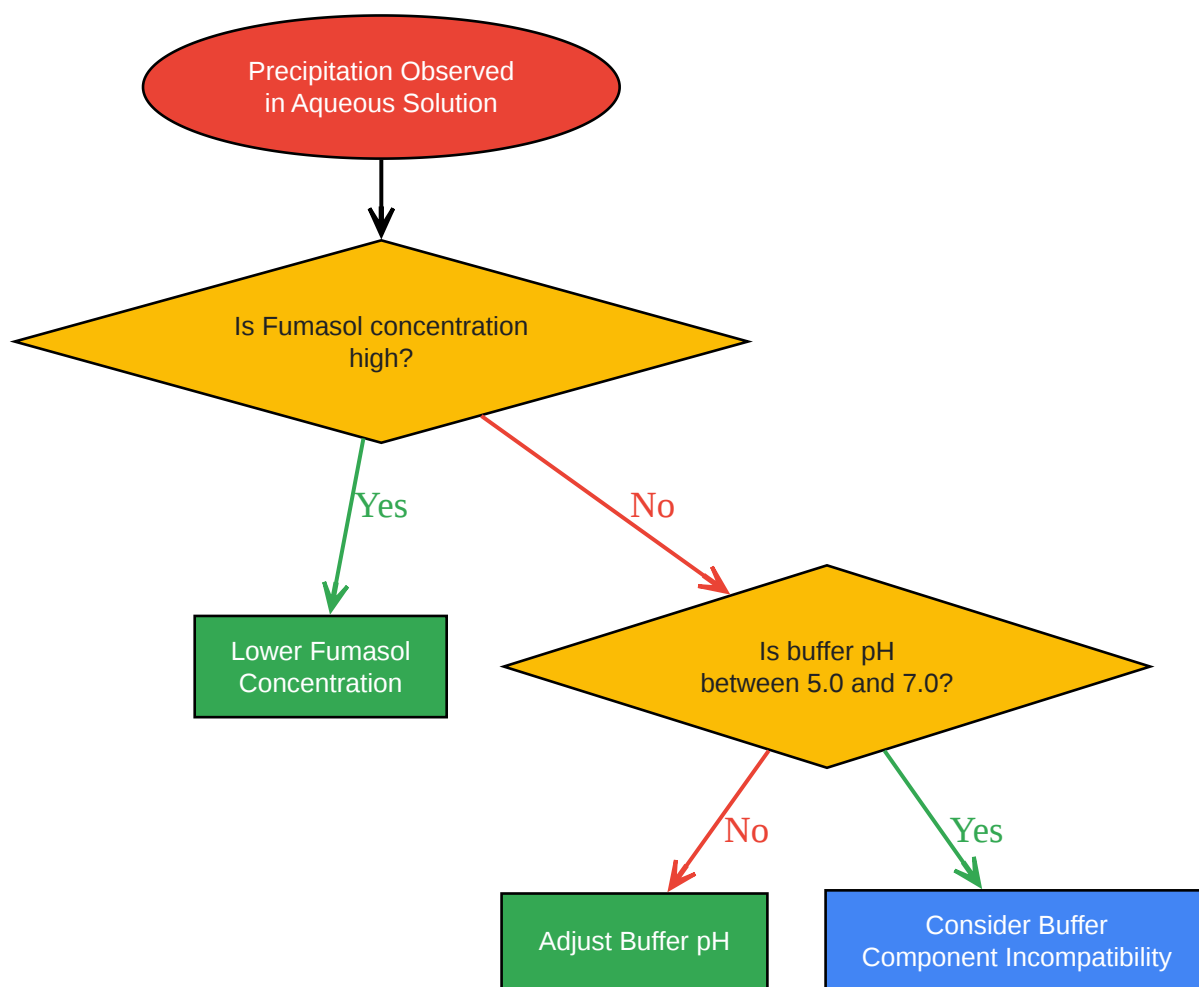 Precipitation Observed
in Aqueous Solution
Is Fumasol concentration
high?
Yes
No
Lower Fumasol
Concentration
Is buffer pH
between 5.0 and 7.0?
No
Yes
Adjust Buffer pH
Consider Buffer
Component Incompatibility